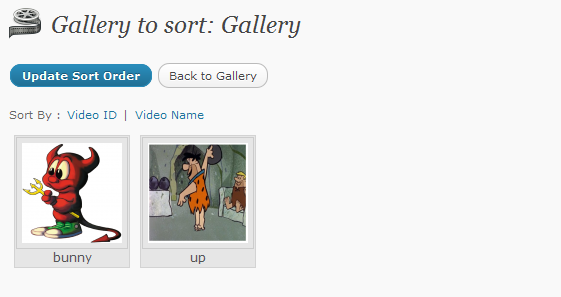 Gallery to sort: Gallery
Update Sort Order Back to Gallery
Sort By : Video ID | Video Name
bunny up